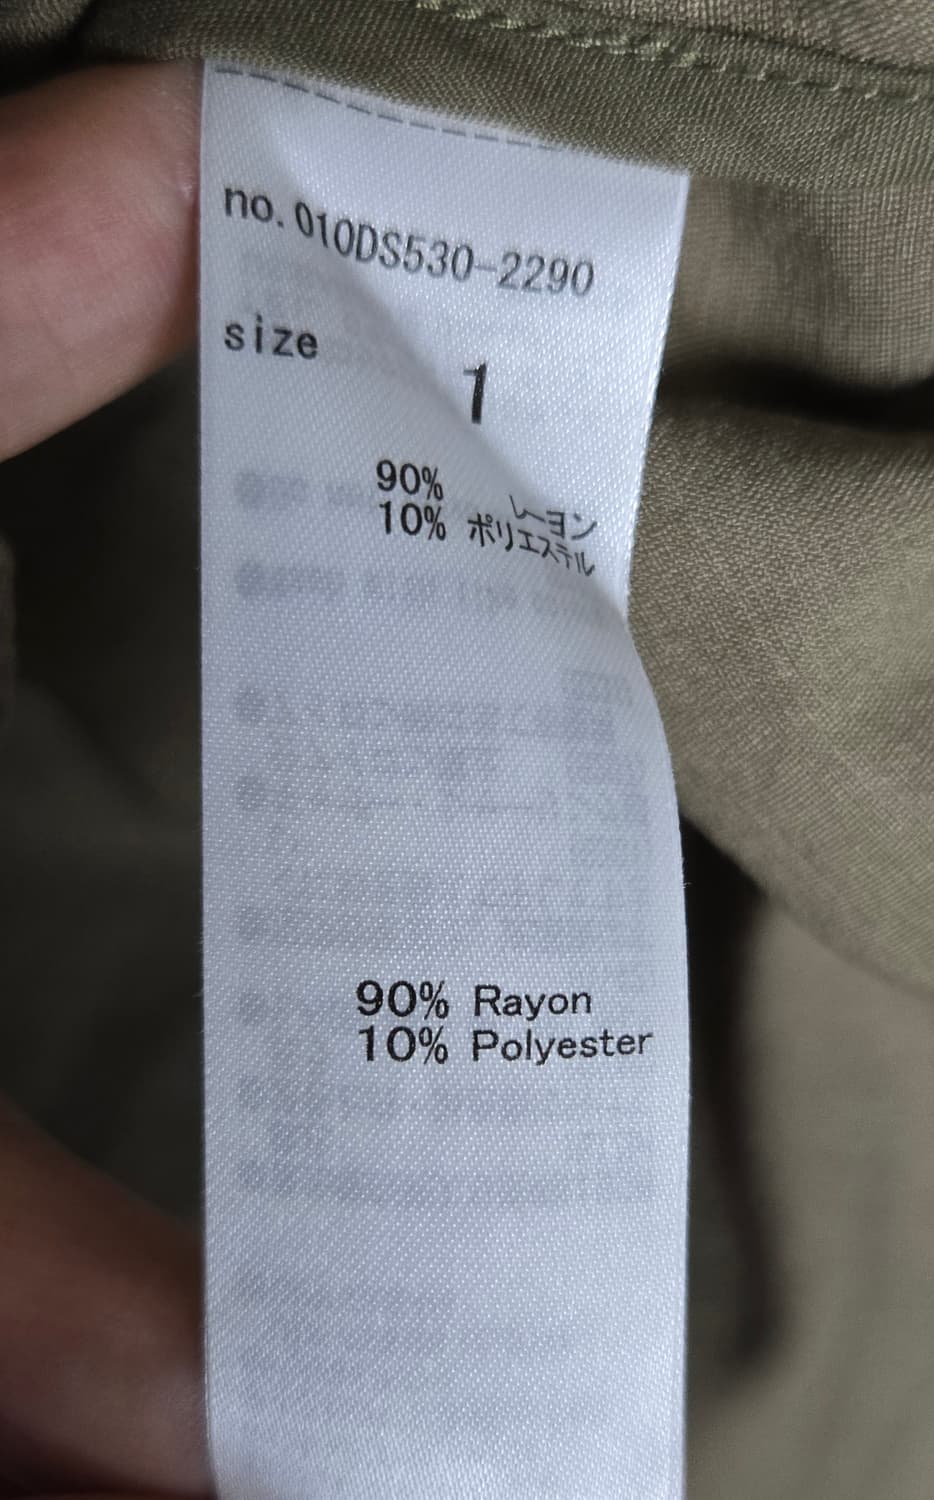 no. 010DS530-2290
size
1
90% レーヨン
10% ポリエステル
90% Rayon
10% Polyester